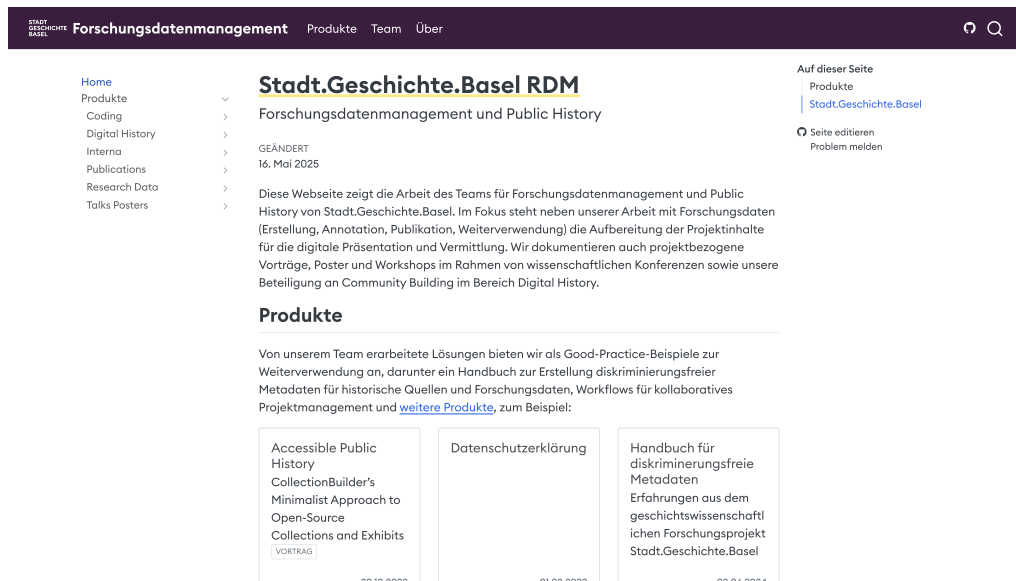 STADT
GESCHICHTE
BASEL
Forschungsdatenmanagement
Produkte
Team
Über
Home
Produkte
Coding
Digital History
Interna
Publications
Research Data
Talks Posters
Stadt.Geschichte.Basel RDM
Forschungsdatenmanagement und Public History
GEÄNDERT
16. Mai 2025
Diese Webseite zeigt die Arbeit des Teams für Forschungsdatenmanagement und Public
History von Stadt.Geschichte.Basel. Im Fokus steht neben unserer Arbeit mit Forschungsdaten
(Erstellung, Annotation, Publikation, Weiterverwendung) die Aufbereitung der Projektinhalte
für die digitale Präsentation und Vermittlung. Wir dokumentieren auch projektbezogene
Vorträge, Poster und Workshops im Rahmen von wissenschaftlichen Konferenzen sowie unsere
Beteiligung an Community Building im Bereich Digital History.
Produkte
Von unserem Team erarbeitete Lösungen bieten wir als Good-Practice-Beispiele zur
Weiterverwendung an, darunter ein Handbuch zur Erstellung diskriminierungsfreier
Metadaten für historische Quellen und Forschungsdaten, Workflows für kollaboratives
Projektmanagement und weitere Produkte, zum Beispiel:
Accessible Public
History
CollectionBuilder's
Minimalist Approach to
Open-Source
Collections and Exhibits
VORTRAG
Datenschutzerklärung
Handbuch für
diskriminerungsfreie
Metadaten
Erfahrungen aus dem
geschichtswissenschaftl
ichen Forschungsprojekt
Stadt.Geschichte.Basel
Auf dieser Seite
Produkte
Stadt.Geschichte.Basel
Seite editieren
Problem melden